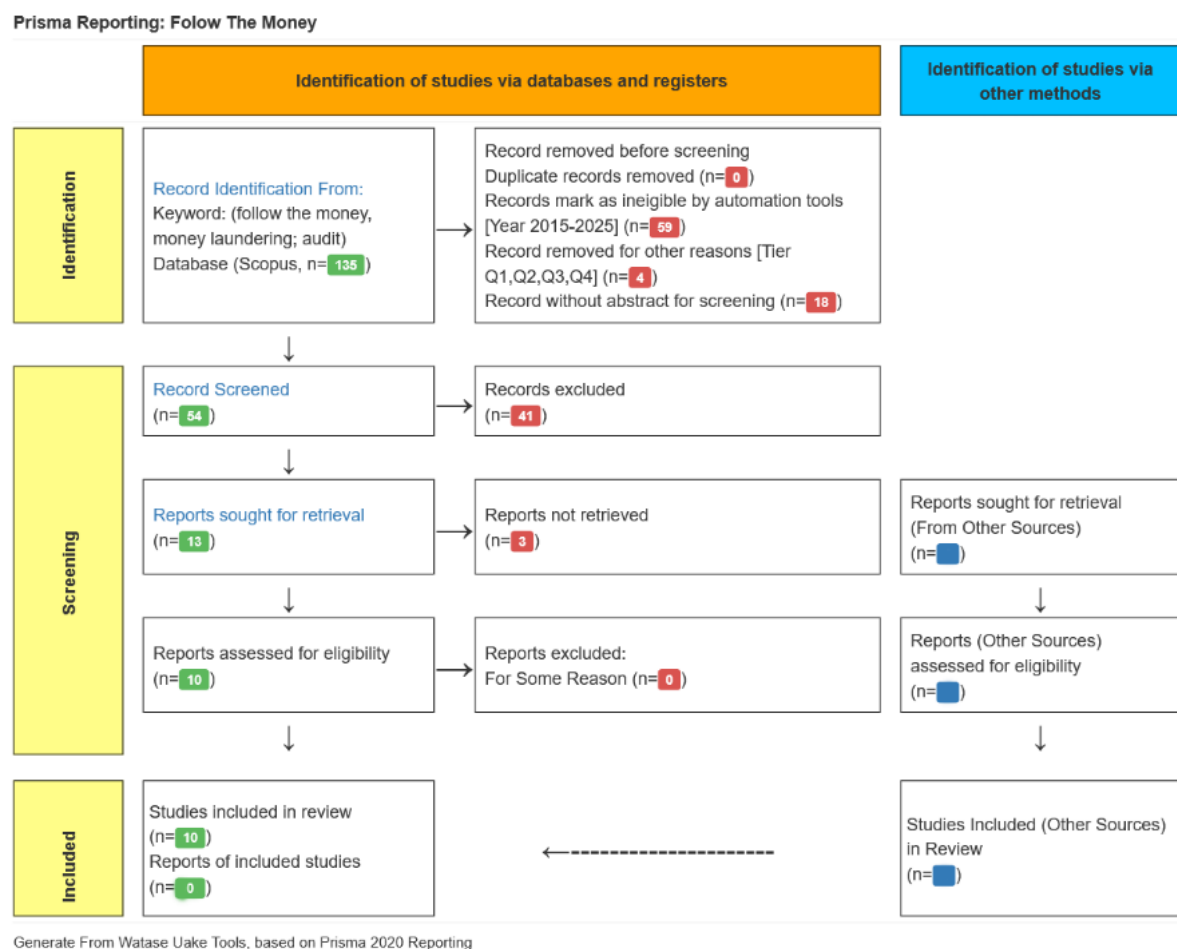 Prisma Reporting: Folow The Money
Identification of studies via databases and registers
Identification of studies via
other methods
Identification
Record Identification From:
Keyword: (follow the money,
money laundering; audit)
Database (Scopus, n= 135 )
Record removed before screening
Duplicate records removed (n= 0 )
Records mark as ineigible by automation tools
[Year 2015-2025] (n= 59 )
Record removed for other reasons [Tier
Q1,Q2,Q3,Q4] (n= 4 )
Record without abstract for screening (n= 18 )
Screening
Record Screened
(n= 54 )
Records excluded
(n= 41 )
Reports sought for retrieval
(n= 13 )
Reports not retrieved
(n= 3 )
Reports sought for retrieval
(From Other Sources)
(n= )
Reports assessed for eligibility
(n= 10 )
Reports excluded:
For Some Reason (n= 0 )
Reports (Other Sources)
assessed for eligibility
(n= )
Included
Studies included in review
(n= 10 )
Reports of included studies
(n= 0 )
Studies Included (Other Sources)
in Review
(n= )
Generate From Watase Uake Tools, based on Prisma 2020 Reporting